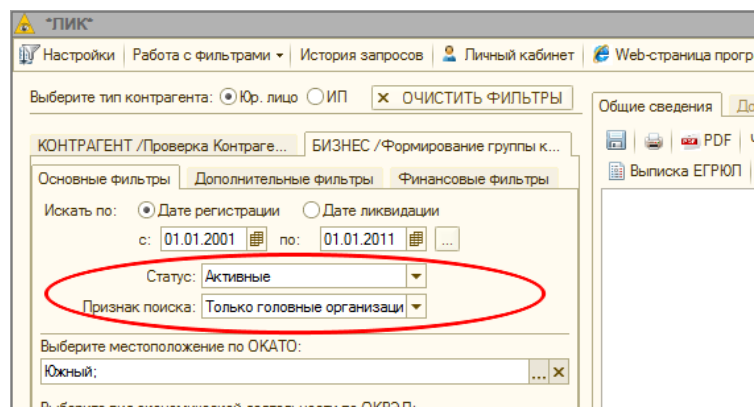 "ЛИК"
Настройки Работа с фильтрами История запросов Личный кабинет Web-страница прогр
Выберите тип контрагента: Юр. лицо ИП × ОЧИСТИТЬ ФИЛЬТРЫ
Общие сведения До
КОНТРАГЕНТ /Проверка Контраге... БИЗНЕС /Формирование группы к...
PDF
Выписка ЕГРЮЛ
Основные фильтры Дополнительные фильтры Финансовые фильтры
Искать по: Дате регистрации Дате ликвидации
с: 01.01.2001 по: 01.01.2011 ...
Статус: Активные
Признак поиска: Только головные организаци
Выберите местоположение по ОКАТО:
Южный; ... ×